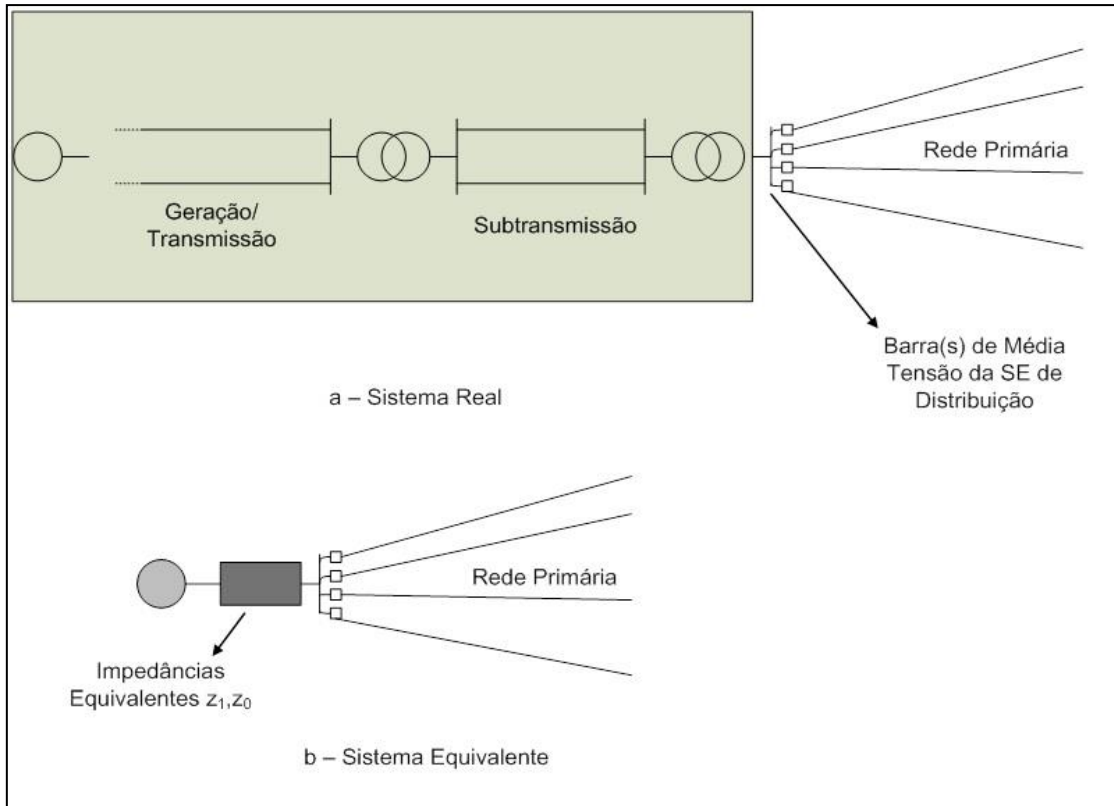 Geração/
Transmissão
Subtransmissão
Rede Primária
Barra(s) de Média
Tensão da SE de
Distribuição
a – Sistema Real
Rede Primária
Impedâncias
Equivalentes z₁,z₀
b – Sistema Equivalente